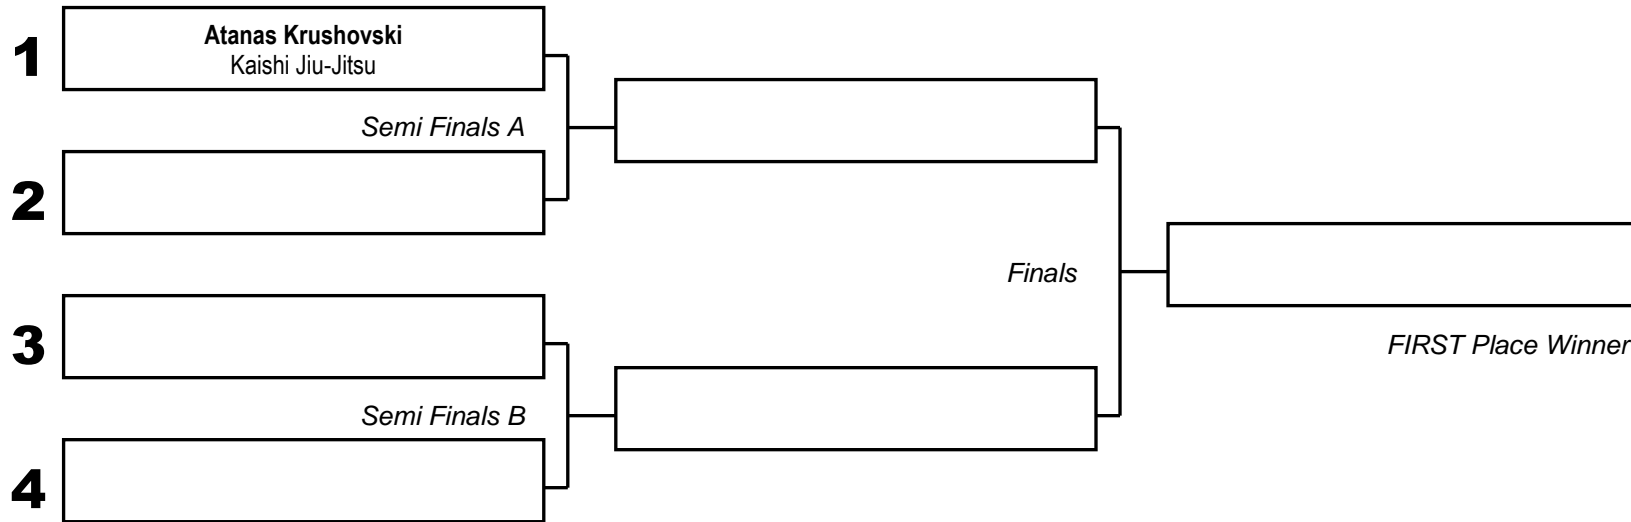 1
Atanas Krushovski
Kaishi Jiu-Jitsu
Semi Finals A
2
Finals
3
FIRST Place Winner
Semi Finals B
4